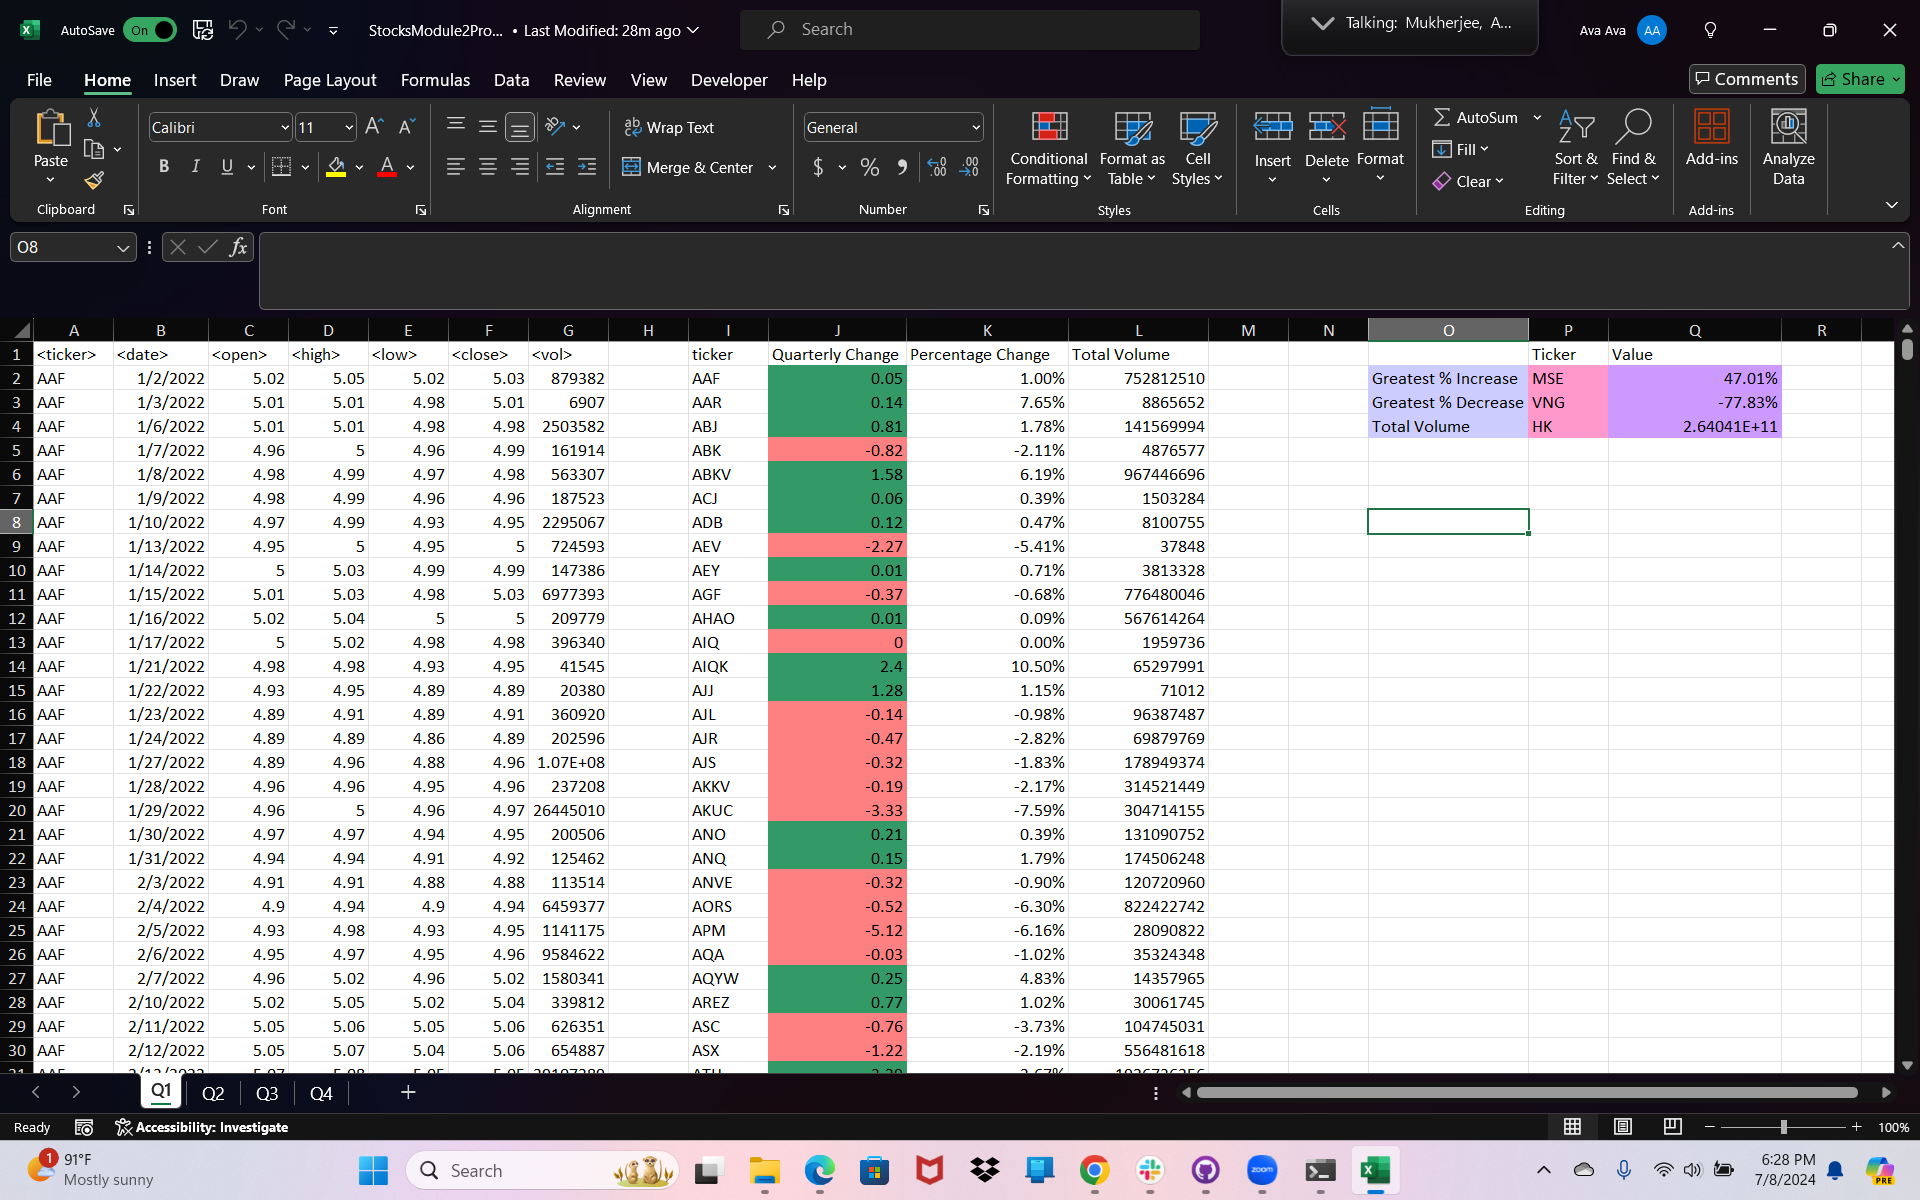 AutoSave On StocksModule2Pro... • Last Modified: 28m ago Search Talking: Mukherjee, A... Ava Ava AA
File Home Insert Draw Page Layout Formulas Data Review View Developer Help Comments Share
Paste Calibri 11 Wrap Text General Conditional Formatting Format as Table Cell Styles Insert Delete Format AutoSum Fill Clear Sort & Filter Find & Select Add-ins Analyze Data
B I U A Merge & Center $ %
Clipboard Font Alignment Number Styles Cells Editing Add-ins
O8 fx
A B C D E F G H I J K L M N O P Q R
1 <ticker> <date> <open> <high> <low> <close> <vol> ticker Quarterly Change Percentage Change Total Volume Ticker Value
2 AAF 1/2/2022 5.02 5.05 5.02 5.03 879382 AAF 0.05 1.00% 752812510 Greatest % Increase MSE 47.01%
3 AAF 1/3/2022 5.01 5.01 4.98 5.01 6907 AAR 0.14 7.65% 8865652 Greatest % Decrease VNG -77.83%
4 AAF 1/6/2022 5.01 5.01 4.98 4.98 2503582 ABJ 0.81 1.78% 141569994 Total Volume HK 2.64041E+11
5 AAF 1/7/2022 4.96 5 4.96 4.99 161914 ABK -0.82 -2.11% 4876577
6 AAF 1/8/2022 4.98 4.99 4.97 4.98 563307 ABKV 1.58 6.19% 967446696
7 AAF 1/9/2022 4.98 4.99 4.96 4.96 187523 ACJ 0.06 0.39% 1503284
8 AAF 1/10/2022 4.97 4.99 4.93 4.95 2295067 ADB 0.12 0.47% 8100755
9 AAF 1/13/2022 4.95 5 4.95 5 724593 AEV -2.27 -5.41% 37848
10 AAF 1/14/2022 5 5.03 4.99 4.99 147386 AEY 0.01 0.71% 3813328
11 AAF 1/15/2022 5.01 5.03 4.98 5.03 6977393 AGF -0.37 -0.68% 776480046
12 AAF 1/16/2022 5.02 5.04 5 5 209779 AHAO 0.01 0.09% 567614264
13 AAF 1/17/2022 5 5.02 4.98 4.98 396340 AIQ 0 0.00% 1959736
14 AAF 1/21/2022 4.98 4.98 4.93 4.95 41545 AIQK 2.4 10.50% 65297991
15 AAF 1/22/2022 4.93 4.95 4.89 4.89 20380 AJJ 1.28 1.15% 71012
16 AAF 1/23/2022 4.89 4.91 4.89 4.91 360920 AJL -0.14 -0.98% 96387487
17 AAF 1/24/2022 4.89 4.89 4.86 4.89 202596 AJR -0.47 -2.82% 69879769
18 AAF 1/27/2022 4.89 4.96 4.88 4.96 1.07E+08 AJS -0.32 -1.83% 178949374
19 AAF 1/28/2022 4.96 4.96 4.95 4.96 237208 AKKV -0.19 -2.17% 314521449
20 AAF 1/29/2022 4.96 5 4.96 4.97 26445010 AKUC -3.33 -7.59% 304714155
21 AAF 1/30/2022 4.97 4.97 4.94 4.95 200506 ANO 0.21 0.39% 131090752
22 AAF 1/31/2022 4.94 4.94 4.91 4.92 125462 ANQ 0.15 1.79% 174506248
23 AAF 2/3/2022 4.91 4.91 4.88 4.88 113514 ANVE -0.32 -0.90% 120720960
24 AAF 2/4/2022 4.9 4.94 4.9 4.94 6459377 AORS -0.52 -6.30% 822422742
25 AAF 2/5/2022 4.93 4.98 4.93 4.95 1141175 APM -5.12 -6.16% 28090822
26 AAF 2/6/2022 4.95 4.97 4.95 4.96 9584622 AQA -0.03 -1.02% 35324348
27 AAF 2/7/2022 4.96 5.02 4.96 5.02 1580341 AQYW 0.25 4.83% 14357965
28 AAF 2/10/2022 5.02 5.05 5.02 5.04 339812 AREZ 0.77 1.02% 30061745
29 AAF 2/11/2022 5.05 5.06 5.05 5.06 626351 ASC -0.76 -3.73% 104745031
30 AAF 2/12/2022 5.05 5.07 5.04 5.06 654887 ASX -1.22 -2.19% 556481618
Q1 Q2 Q3 Q4 +
Ready Accessibility: Investigate 100%
1 91°F Mostly sunny Search zoom 6:28 PM 7/8/2024 PRE